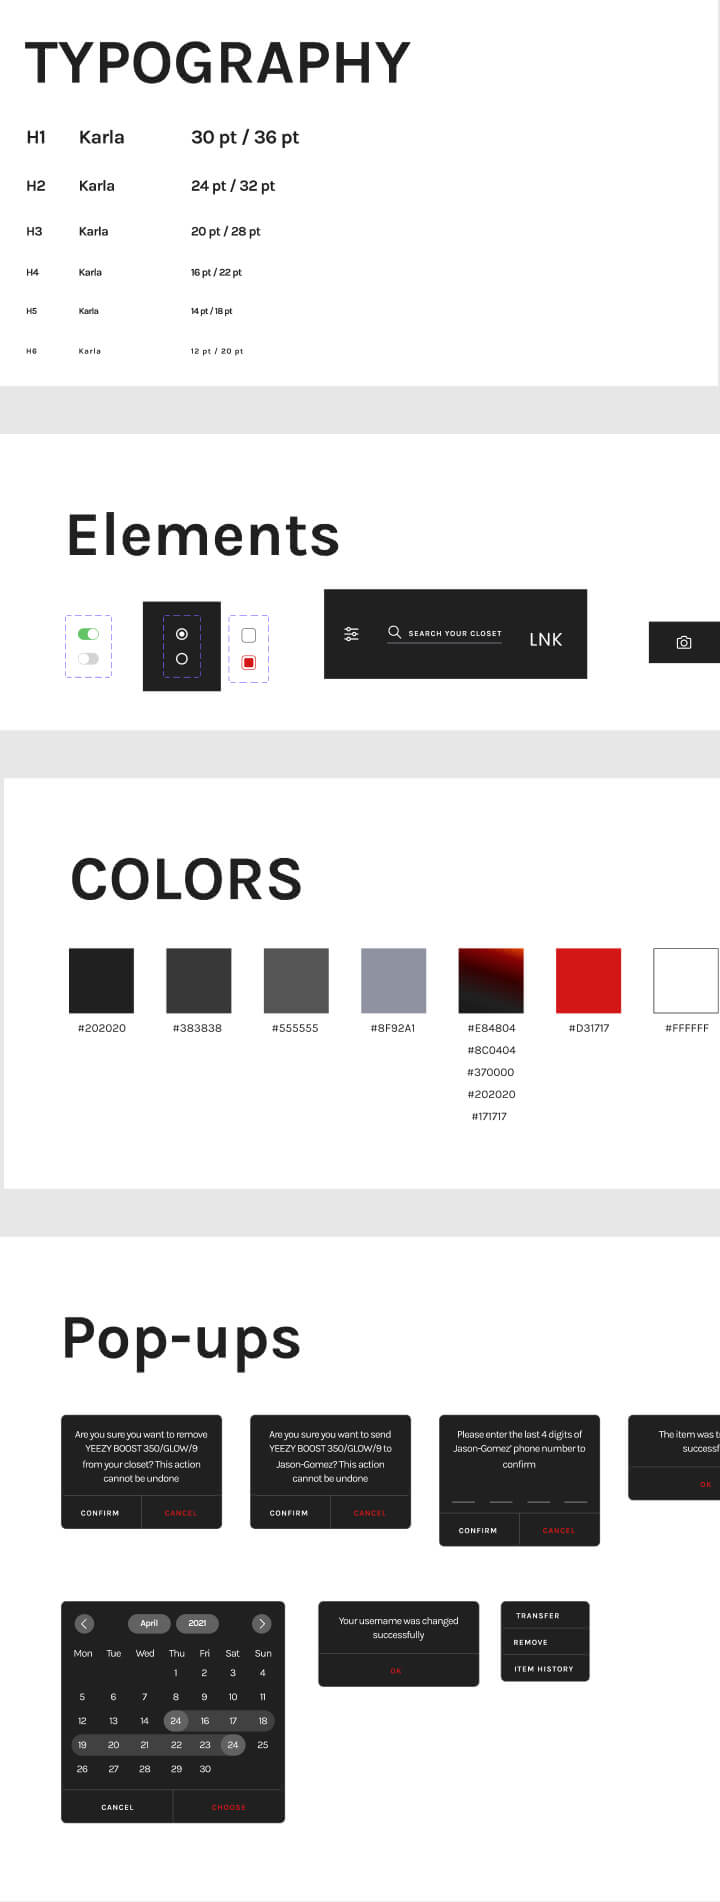 TYPOGRAPHY
H1 Karla 30 pt / 36 pt
H2 Karla 24 pt / 32 pt
H3 Karla 20 pt / 28 pt
H4 Karla 16 pt / 22 pt
H5 Karla 14 pt / 18 pt
H6 Karla 12 pt / 20 pt
Elements
SEARCH YOUR CLOSET
LNK
COLORS
#202020 #383838 #555555 #8F92A1 #E84804 #D31717 #FFFFFF
#8C0404
#370000
#202020
#171717
Pop-ups
Are you sure you want to remove
YEEZY BOOST 350/GLOW/9
from your closet? This action
cannot be undone
CONFIRM CANCEL
Are you sure you want to send
YEEZY BOOST 350/GLOW/9 to
Jason-Gomez? This action
cannot be undone
CONFIRM CANCEL
Please enter the last 4 digits of
Jason-Gomez' phone number to
confirm
CONFIRM CANCEL
The item was
OK
April 2021
Mon Tue Wed Thu Fri Sat Sun
1 2 3 4
5 6 7 8 9 10 11
12 13 14 24 16 17 18
19 20 21 22 23 24 25
26 27 28 29 30
CANCEL CHOOSE
Your username was changed
successfully
OK
TRANSFER
REMOVE
ITEM HISTORY